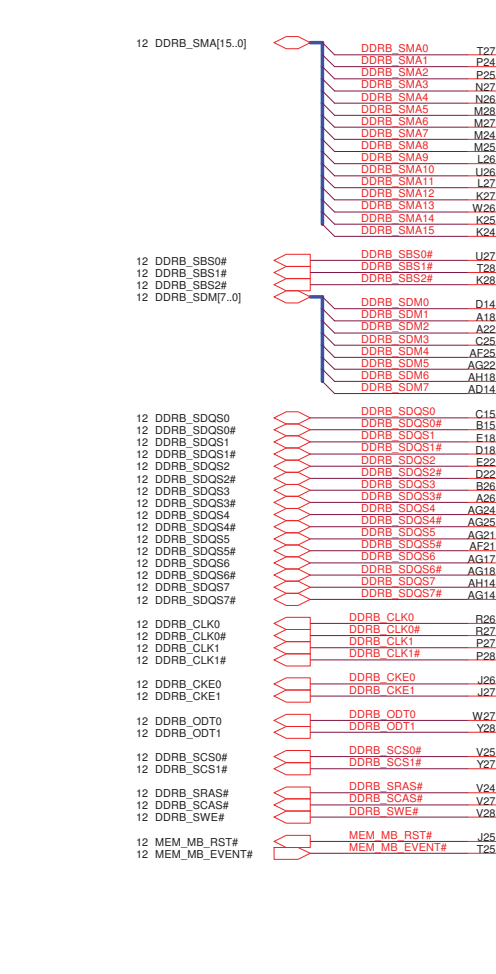 12 DDRB_SMA[15..0]
DDRB_SMA0 T27
DDRB_SMA1 P24
DDRB_SMA2 P25
DDRB_SMA3 N27
DDRB_SMA4 N26
DDRB_SMA5 M28
DDRB_SMA6 M27
DDRB_SMA7 M24
DDRB_SMA8 M25
DDRB_SMA9 L26
DDRB_SMA10 U26
DDRB_SMA11 L27
DDRB_SMA12 K27
DDRB_SMA13 W26
DDRB_SMA14 K25
DDRB_SMA15 K24
12 DDRB_SBS0# DDRB_SBS0# U27
12 DDRB_SBS1# DDRB_SBS1# T28
12 DDRB_SBS2# DDRB_SBS2# K28
12 DDRB_SDM[7..0]
DDRB_SDM0 D14
DDRB_SDM1 A18
DDRB_SDM2 A22
DDRB_SDM3 C25
DDRB_SDM4 AF25
DDRB_SDM5 AG22
DDRB_SDM6 AH18
DDRB_SDM7 AD14
12 DDRB_SDQS0 DDRB_SDQS0 C15
12 DDRB_SDQS0# DDRB_SDQS0# B15
12 DDRB_SDQS1 DDRB_SDQS1 E18
12 DDRB_SDQS1# DDRB_SDQS1# D18
12 DDRB_SDQS2 DDRB_SDQS2 E22
12 DDRB_SDQS2# DDRB_SDQS2# D22
12 DDRB_SDQS3 DDRB_SDQS3 B26
12 DDRB_SDQS3# DDRB_SDQS3# A26
12 DDRB_SDQS4 DDRB_SDQS4 AG24
12 DDRB_SDQS4# DDRB_SDQS4# AG25
12 DDRB_SDQS5 DDRB_SDQS5 AG21
12 DDRB_SDQS5# DDRB_SDQS5# AF21
12 DDRB_SDQS6 DDRB_SDQS6 AG17
12 DDRB_SDQS6# DDRB_SDQS6# AG18
12 DDRB_SDQS7 DDRB_SDQS7 AH14
12 DDRB_SDQS7# DDRB_SDQS7# AG14
12 DDRB_CLK0 DDRB_CLK0 R26
12 DDRB_CLK0# DDRB_CLK0# R27
12 DDRB_CLK1 DDRB_CLK1 P27
12 DDRB_CLK1# DDRB_CLK1# P28
12 DDRB_CKE0 DDRB_CKE0 J26
12 DDRB_CKE1 DDRB_CKE1 J27
12 DDRB_ODT0 DDRB_ODT0 W27
12 DDRB_ODT1 DDRB_ODT1 Y28
12 DDRB_SCS0# DDRB_SCS0# V25
12 DDRB_SCS1# DDRB_SCS1# Y27
12 DDRB_SRAS# DDRB_SRAS# V24
12 DDRB_SCAS# DDRB_SCAS# V27
12 DDRB_SWE# DDRB_SWE# V28
12 MEM_MB_RST# MEM_MB_RST# J25
12 MEM_MB_EVENT# MEM_MB_EVENT# T25